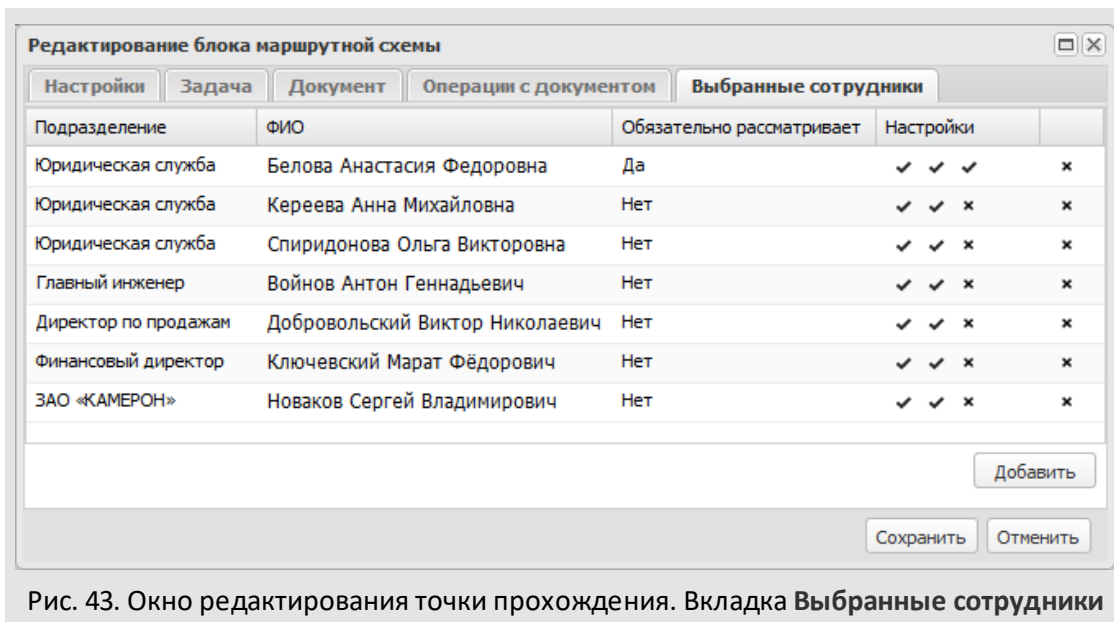 Редактирование блока маршрутной схемы
Настройки Задача Документ Операции с документом Выбранные сотрудники
Подразделение ФИО Обязательно рассматривает Настройки
Юридическая служба Белова Анастасия Федоровна Да
Юридическая служба Кереева Анна Михайловна Нет
Юридическая служба Спиридонова Ольга Викторовна Нет
Главный инженер Войнов Антон Геннадьевич Нет
Директор по продажам Добровольский Виктор Николаевич Нет
Финансовый директор Ключевский Марат Фёдорович Нет
ЗАО «КАМЕРОН» Новаков Сергей Владимирович Нет
Добавить
Сохранить Отменить
Рис. 43. Окно редактирования точки прохождения. Вкладка Выбранные сотрудники